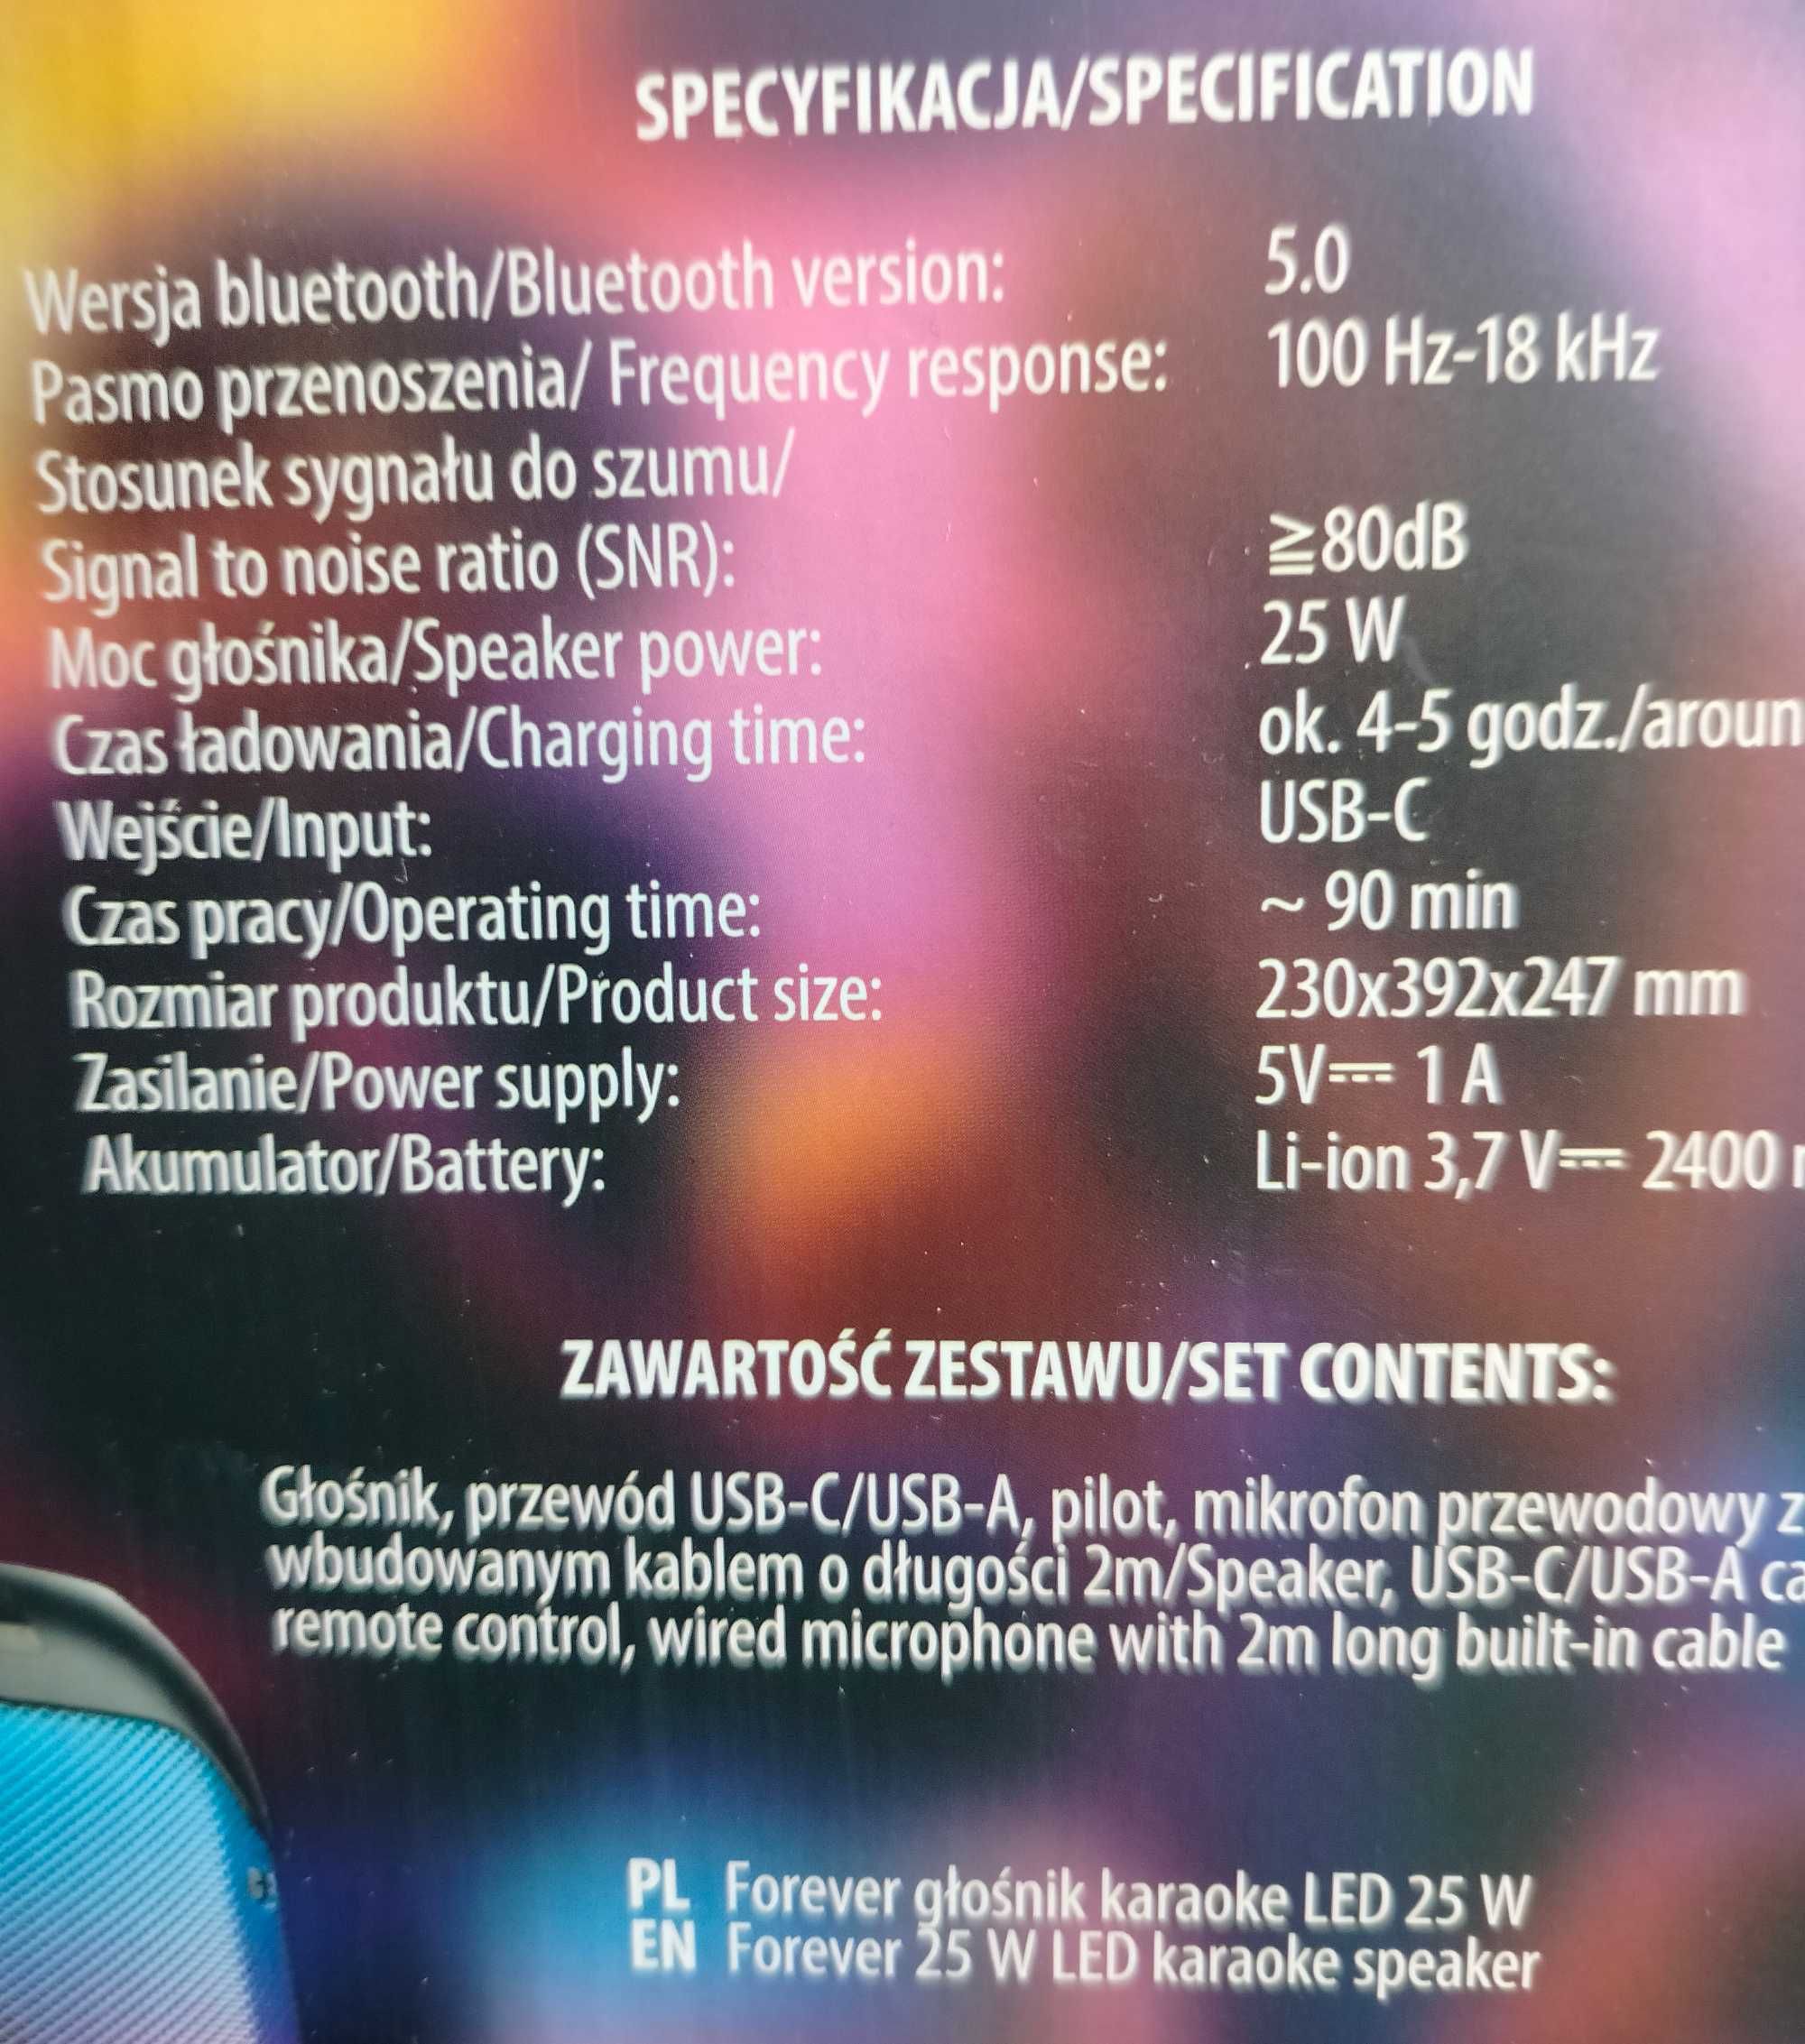 SPECYFIKACJA/SPECIFICATION
Wersja bluetooth/Bluetooth version: 5.0
Pasmo przenoszenia/ Frequency response: 100 Hz-18 kHz
Stosunek sygnału do szumu/
Signal to noise ratio (SNR): ≧80dB
Moc głośnika/Speaker power: 25 W
Czas ładowania/Charging time: ok. 4-5 godz./aroun
Wejście/Input: USB-C
Czas pracy/Operating time: ~ 90 min
Rozmiar produktu/Product size: 230x392x247 mm
Zasilanie/Power supply: 5V⎓ 1 A
Akumulator/Battery: Li-ion 3,7 V⎓ 2400
ZAWARTOŚĆ ZESTAWU/SET CONTENTS:
Głośnik, przewód USB-C/USB-A, pilot, mikrofon przewodowy z
wbudowanym kablem o długości 2m/Speaker, USB-C/USB-A ca
remote control, wired microphone with 2m long built-in cable
PL Forever głośnik karaoke LED 25 W
EN Forever 25 W LED karaoke speaker